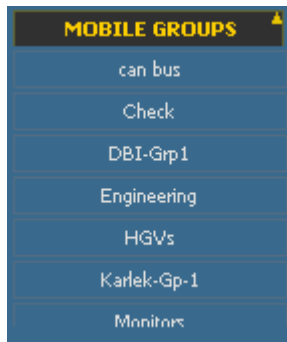 MOBILE GROUPS
can bus
Check
DBI-Grp1
Engineering
HGVs
Karlek-Gp-1
Monitors